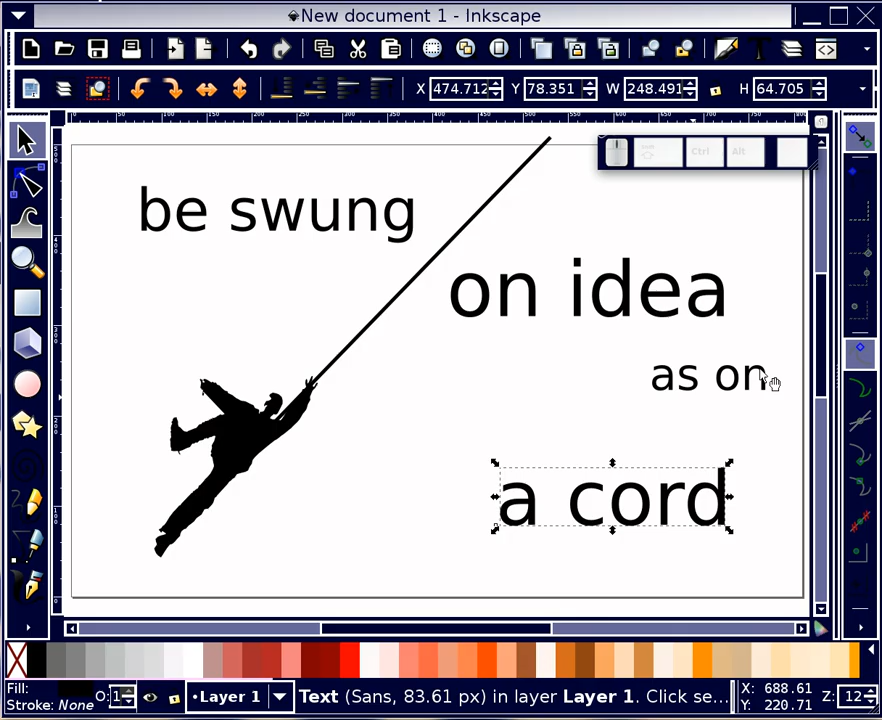 New document 1 - Inkscape
X 474.712 Y 78.351 W 248.491 H 64.705
Ctrl Alt
be swung
on idea
as on
a cord
Fill:
Stroke: None
O: 1
•Layer 1
Text (Sans, 83.61 px) in layer Layer 1. Click se...
X: 688.61
Y: 220.71
Z: 12